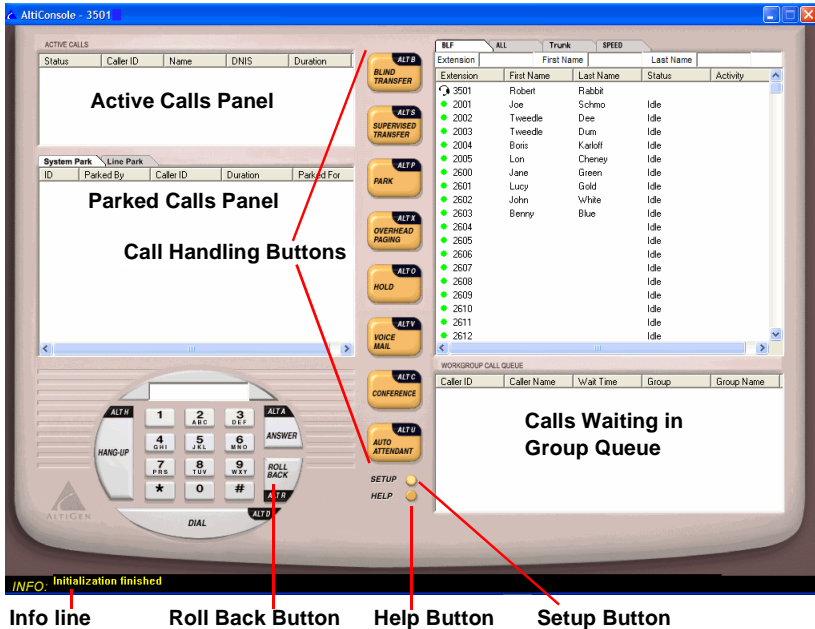 AltiConsole - 3501
ACTIVE CALLS
Status Caller ID Name DNIS Duration
Active Calls Panel
System Park Line Park
ID Parked By Caller ID Duration Parked For
Parked Calls Panel
Call Handling Buttons
ALT B
BLIND
TRANSFER
ALT S
SUPERVISED
TRANSFER
ALT P
PARK
ALT X
OVERHEAD
PAGING
ALT O
HOLD
ALT V
VOICE
MAIL
ALT C
CONFERENCE
ALT U
AUTO
ATTENDANT
SETUP
HELP
BLF ALL Trunk SPEED
Extension First Name Last Name
Extension First Name Last Name Status Activity
3501 Robert Rabbit
2001 Joe Schmo Idle
2002 Tweedle Dee Idle
2003 Tweedle Dum Idle
2004 Boris Karloff Idle
2005 Lon Cheney Idle
2600 Jane Green Idle
2601 Lucy Gold Idle
2602 John White Idle
2603 Benny Blue Idle
2604 Idle
2605 Idle
2606 Idle
2607 Idle
2608 Idle
2609 Idle
2610 Idle
2611 Idle
2612 Idle
WORKGROUP CALL QUEUE
Caller ID Caller Name Wait Time Group Group Name
Calls Waiting in
Group Queue
ALT H
HANG-UP
1 2 ABC 3 DEF
4 GHI 5 JKL 6 MNO
7 PRS 8 TUV 9 WXY
* 0 #
ALT A
ANSWER
ROLL
BACK
ALT R
DIAL
ALT D
ALTIGEN
INFO: Initialization finished
Info line Roll Back Button Help Button Setup Button